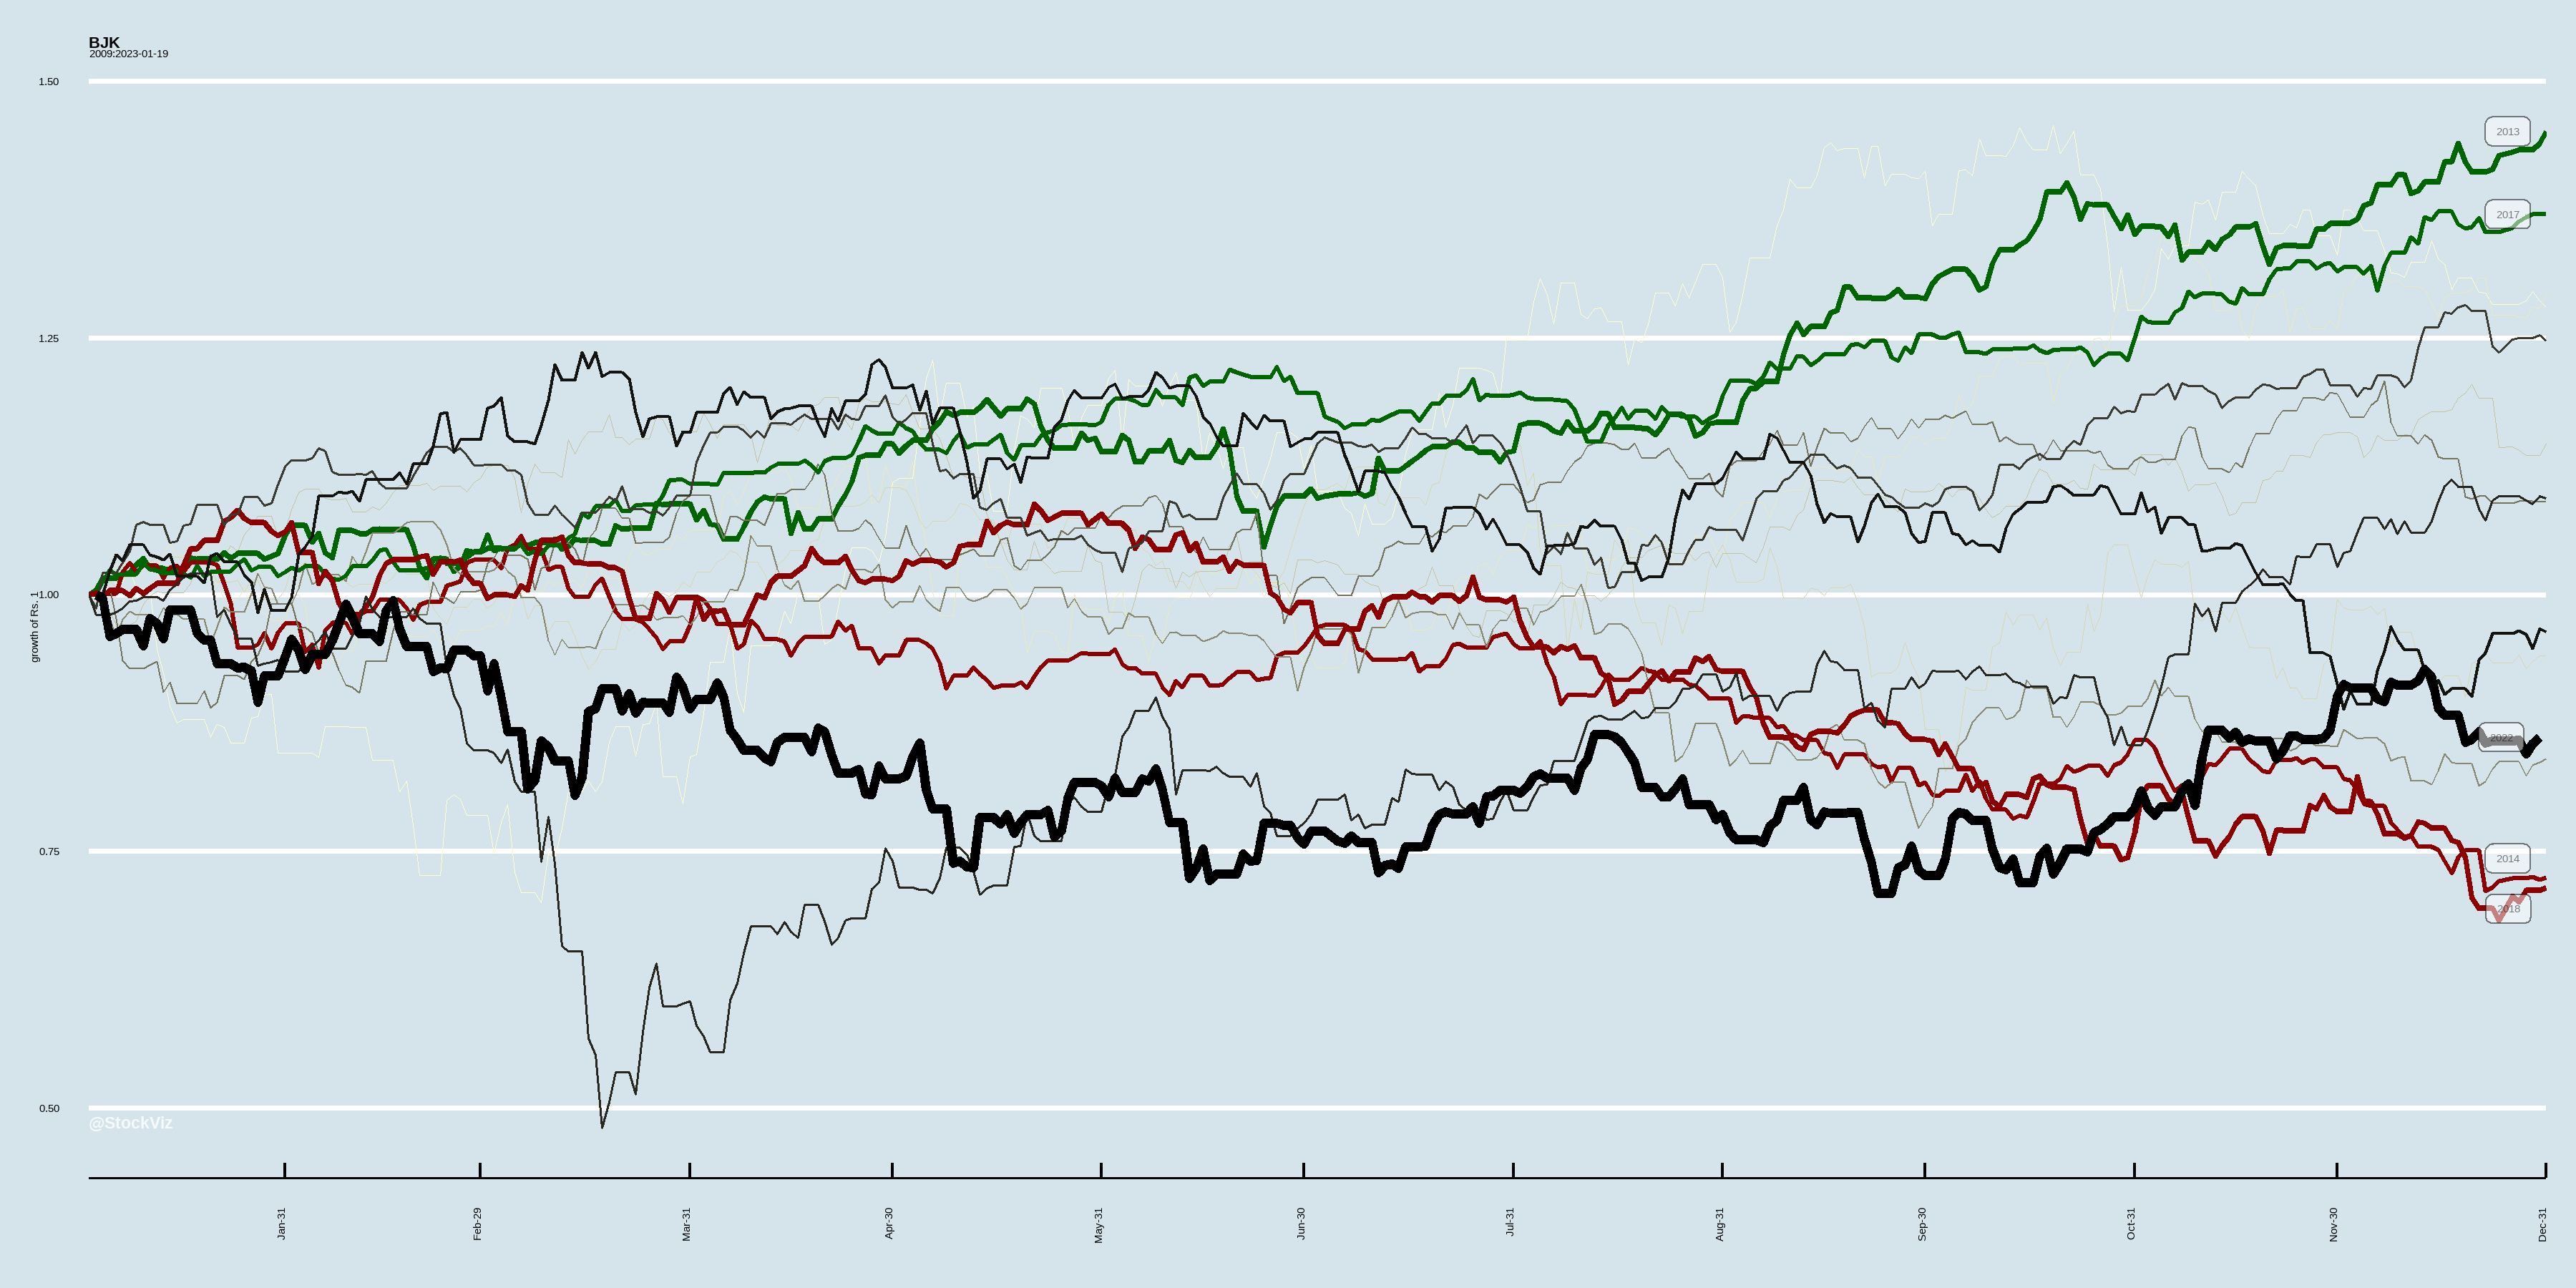 BJK
2009:2023-01-19
1.50
1.25
1.00
0.75
0.50
growth of Rs. 1
2013
2017
2022
2014
2018
@StockViz
Jan-31
Feb-29
Mar-31
Apr-30
May-31
Jun-30
Jul-31
Aug-31
Sep-30
Oct-31
Nov-30
Dec-31